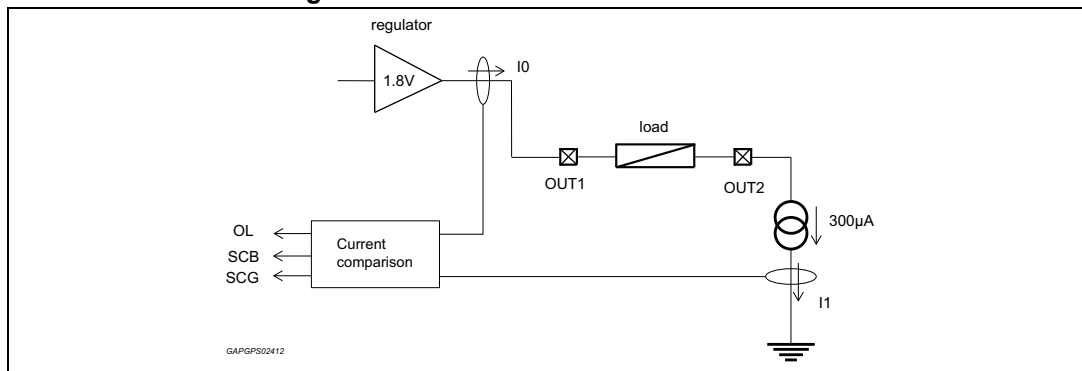 regulator
1.8V
I0
load
OUT1
OUT2
300µA
OL
SCB
SCG
Current
comparison
I1
GAPGPS02412